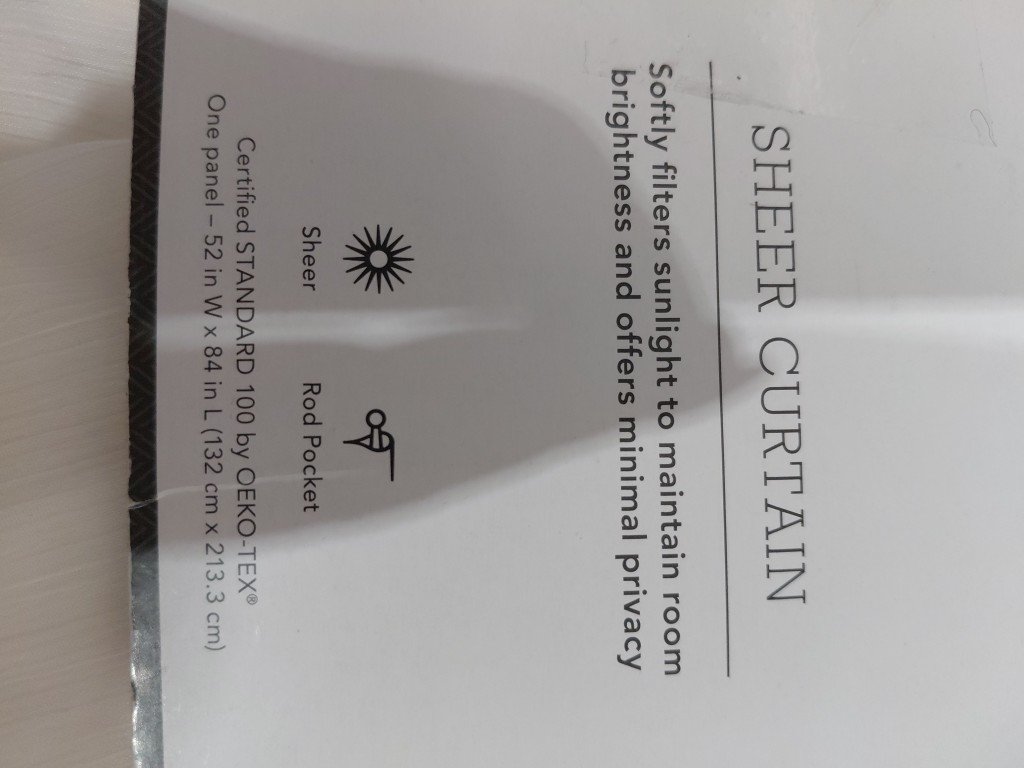 SHEER CURTAIN
Softly filters sunlight to maintain room
brightness and offers minimal privacy
Sheer
Rod Pocket
Certified STANDARD 100 by OEKO-TEX®
One panel – 52 in W x 84 in L (132 cm x 213.3 cm)